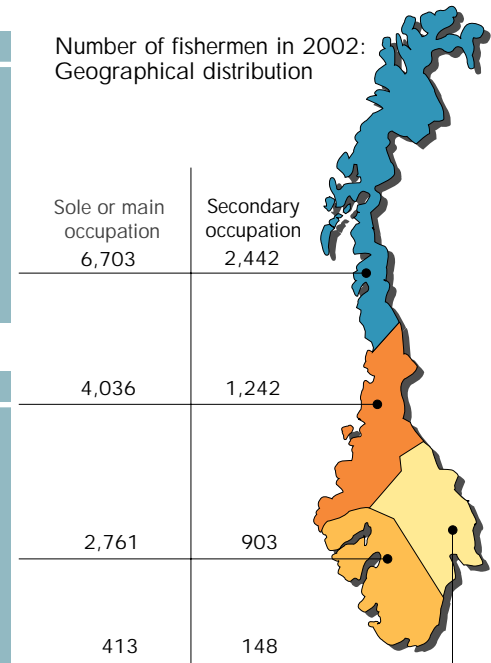 Number of fishermen in 2002:
Geographical distribution
Sole or main Secondary
occupation occupation
6,703 2,442
4,036 1,242
2,761 903
413 148